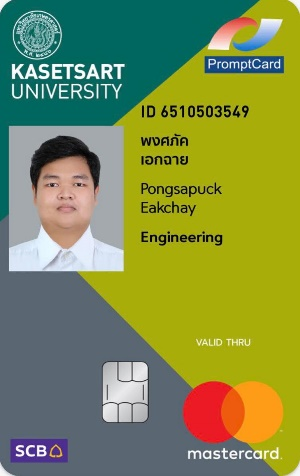 KASETSART
UNIVERSITY
PromptCard
ID 6510503549
พงศภัค
เอกฉาย
Pongsapuck
Eakchay
Engineering
VALID THRU
SCB
mastercard.